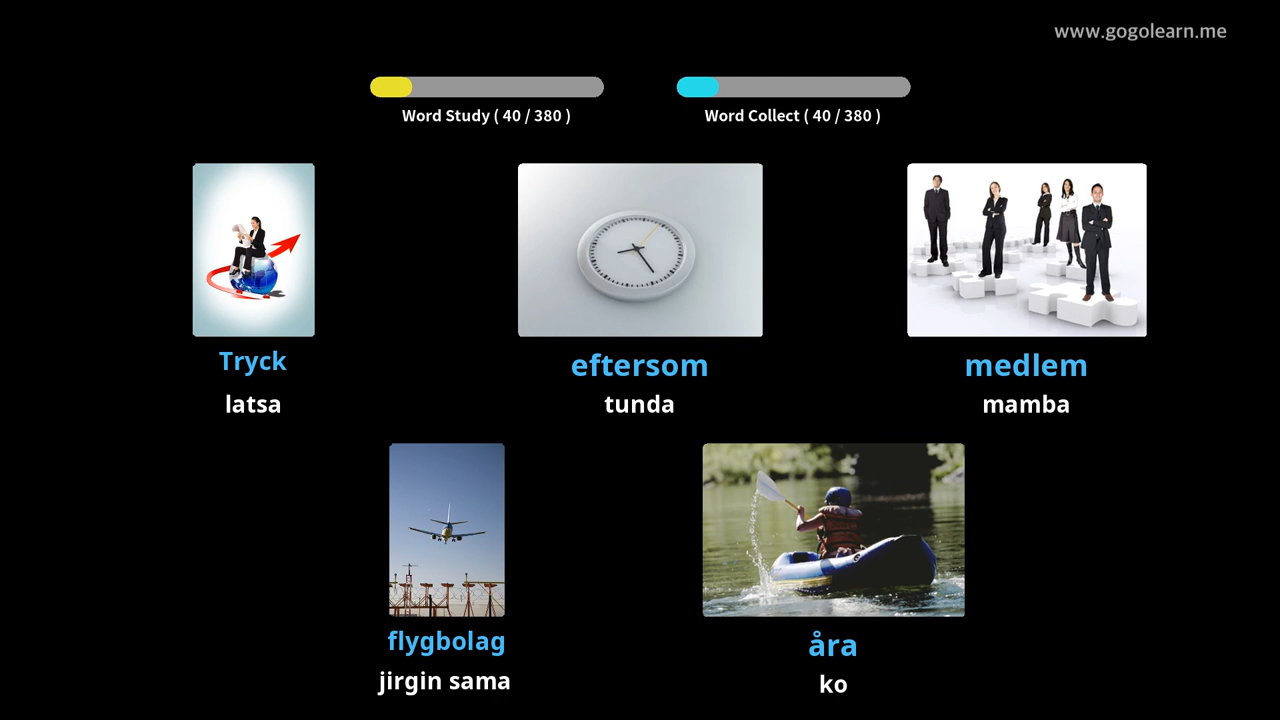 www.gogolearn.me
Word Study ( 40 / 380 )
Word Collect ( 40 / 380 )
Tryck
latsa
eftersom
tunda
medlem
mamba
flygbolag
jirgin sama
åra
ko